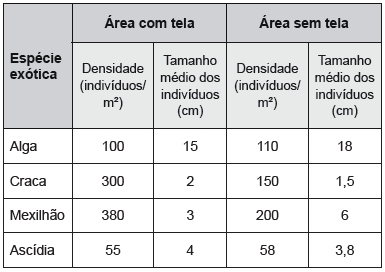 Espécie exótica
Área com tela
Área sem tela
Densidade (indivíduos/ m²)
Tamanho médio dos indivíduos (cm)
Densidade (indivíduos/ m²)
Tamanho médio dos indivíduos (cm)
Alga 100 15 110 18
Craca 300 2 150 1,5
Mexilhão 380 3 200 6
Ascídia 55 4 58 3,8